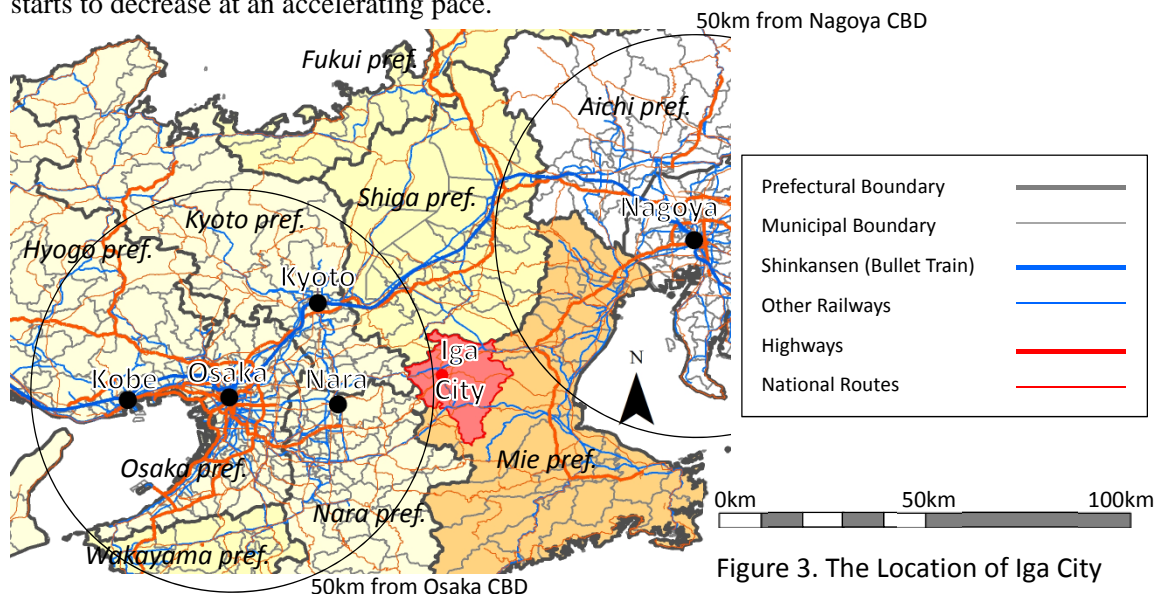 starts to decrease at an accelerating pace.
50km from Nagoya CBD
Fukui pref.
Aichi pref.
Shiga pref.
Kyoto pref.
Hyogo pref.
Nagoya
Kyoto
Iga
City
Kobe
Osaka
Nara
N
Osaka pref.
Mie pref.
Nara pref.
Wakayama pref.
50km from Osaka CBD
Prefectural Boundary
Municipal Boundary
Shinkansen (Bullet Train)
Other Railways
Highways
National Routes
0km 50km 100km
Figure 3. The Location of Iga City